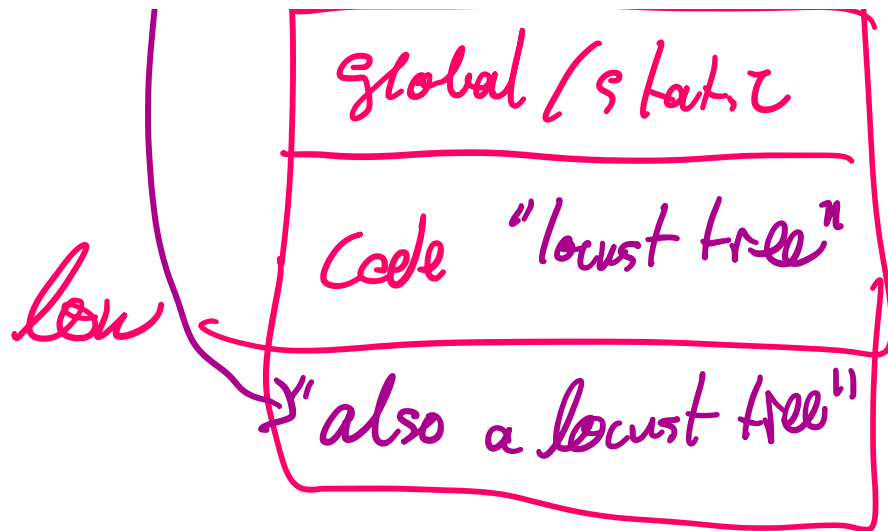 global / static
code "locust tree"
low
"also a locust tree"